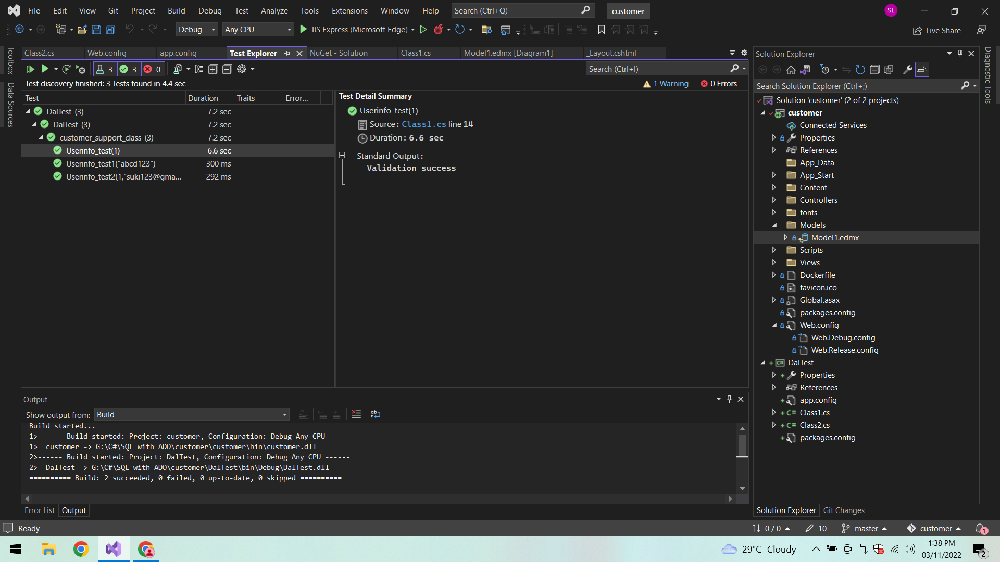 File Edit View Git Project Build Debug Test Analyze Tools Extensions Window Help Search (Ctrl+Q) customer SL
Debug Any CPU IIS Express (Microsoft Edge) Live Share
Toolbox
Data Sources
Class2.cs Web.config app.config Test Explorer NuGet - Solution Class1.cs Model1.edmx [Diagram1] _Layout.cshtml
3 3 0 Search (Ctrl+I)
Test discovery finished: 3 Tests found in 4.4 sec 1 Warning 0 Errors
Test Duration Traits Error...
DalTest (3) 7.2 sec
DalTest (3) 7.2 sec
customer_support_class (3) 7.2 sec
Userinfo_test(1) 6.6 sec
Userinfo_test1("abcd123") 300 ms
Userinfo_test2(1,"suki123@gma... 292 ms
Test Detail Summary
Userinfo_test(1)
Source: Class1.cs line 14
Duration: 6.6 sec
Standard Output:
Validation success
Output
Show output from: Build
Build started...
1>------ Build started: Project: customer, Configuration: Debug Any CPU ------
1>  customer -> G:\C#\SQL with ADO\customer\customer\bin\customer.dll
2>------ Build started: Project: DalTest, Configuration: Debug Any CPU ------
2>  DalTest -> G:\C#\SQL with ADO\customer\DalTest\bin\Debug\DalTest.dll
========== Build: 2 succeeded, 0 failed, 0 up-to-date, 0 skipped ==========
Error List Output
Solution Explorer
Search Solution Explorer (Ctrl+;)
Solution 'customer' (2 of 2 projects)
customer
Connected Services
Properties
References
App_Data
App_Start
Content
Controllers
fonts
Models
Model1.edmx
Scripts
Views
Dockerfile
favicon.ico
Global.asax
packages.config
Web.config
Web.Debug.config
Web.Release.config
C# DalTest
Properties
References
app.config
C# Class1.cs
C# Class2.cs
packages.config
Solution Explorer Git Changes
Diagnostic Tools
Ready 0 / 0 10 master customer 1
29°C Cloudy 1:38 PM
03/11/2022 2